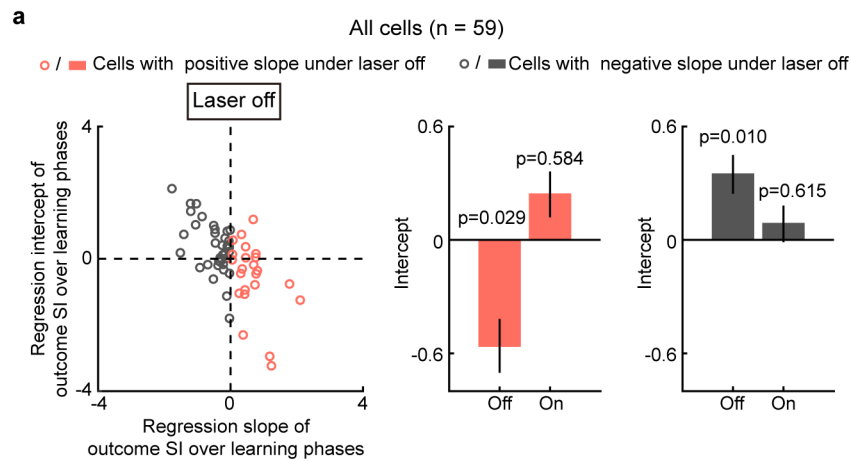 a
All cells (n = 59)
/ Cells with positive slope under laser off
/ Cells with negative slope under laser off
Laser off
4
0
-4
-4
0
4
Regression intercept of
outcome SI over learning phases
Regression slope of
outcome SI over learning phases
0.6
0
-0.6
Intercept
p=0.029
p=0.584
Off
On
0.6
0
-0.6
Intercept
p=0.010
p=0.615
Off
On